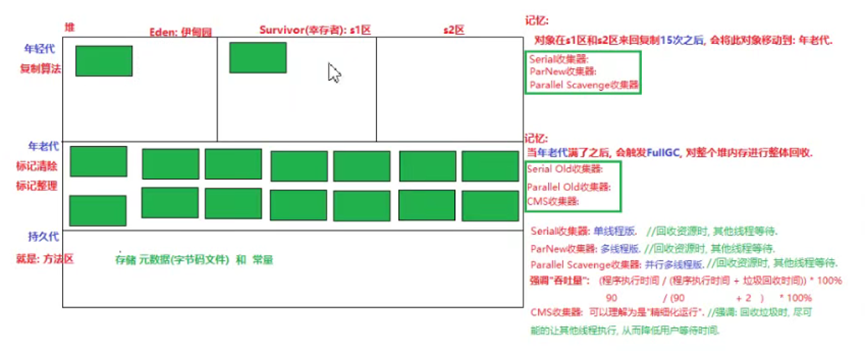 堆
Eden: 伊甸园
Survivor(幸存者): s1区
s2区
年轻代
复制算法
年老代
标记清除
标记整理
持久代
就是: 方法区
存储 元数据(字节码文件) 和 常量
记忆:
对象在s1区和s2区来回复制15次之后, 会将此对象移动到: 年老代.
Serial收集器:
ParNew收集器:
Parallel Scavenge收集器
记忆:
当年老代满了之后, 会触发FullGC, 对整个堆内存进行整体回收.
Serial Old收集器:
Parallel Old收集器:
CMS收集器:
Serial收集器: 单线程版. //回收资源时, 其他线程等待.
ParNew收集器: 多线程版. //回收资源时, 其他线程等待.
Parallel Scavenge收集器: 并行多线程版. //回收资源时, 其他线程等待.
强调"吞吐量": (程序执行时间 / (程序执行时间 + 垃圾回收时间)) * 100%
90 / (90 + 2 ) * 100%
CMS收集器: 可以理解为是"精细化运行". //强调: 回收垃圾时, 尽可
能的让其他线程执行, 从而降低用户等待时间.